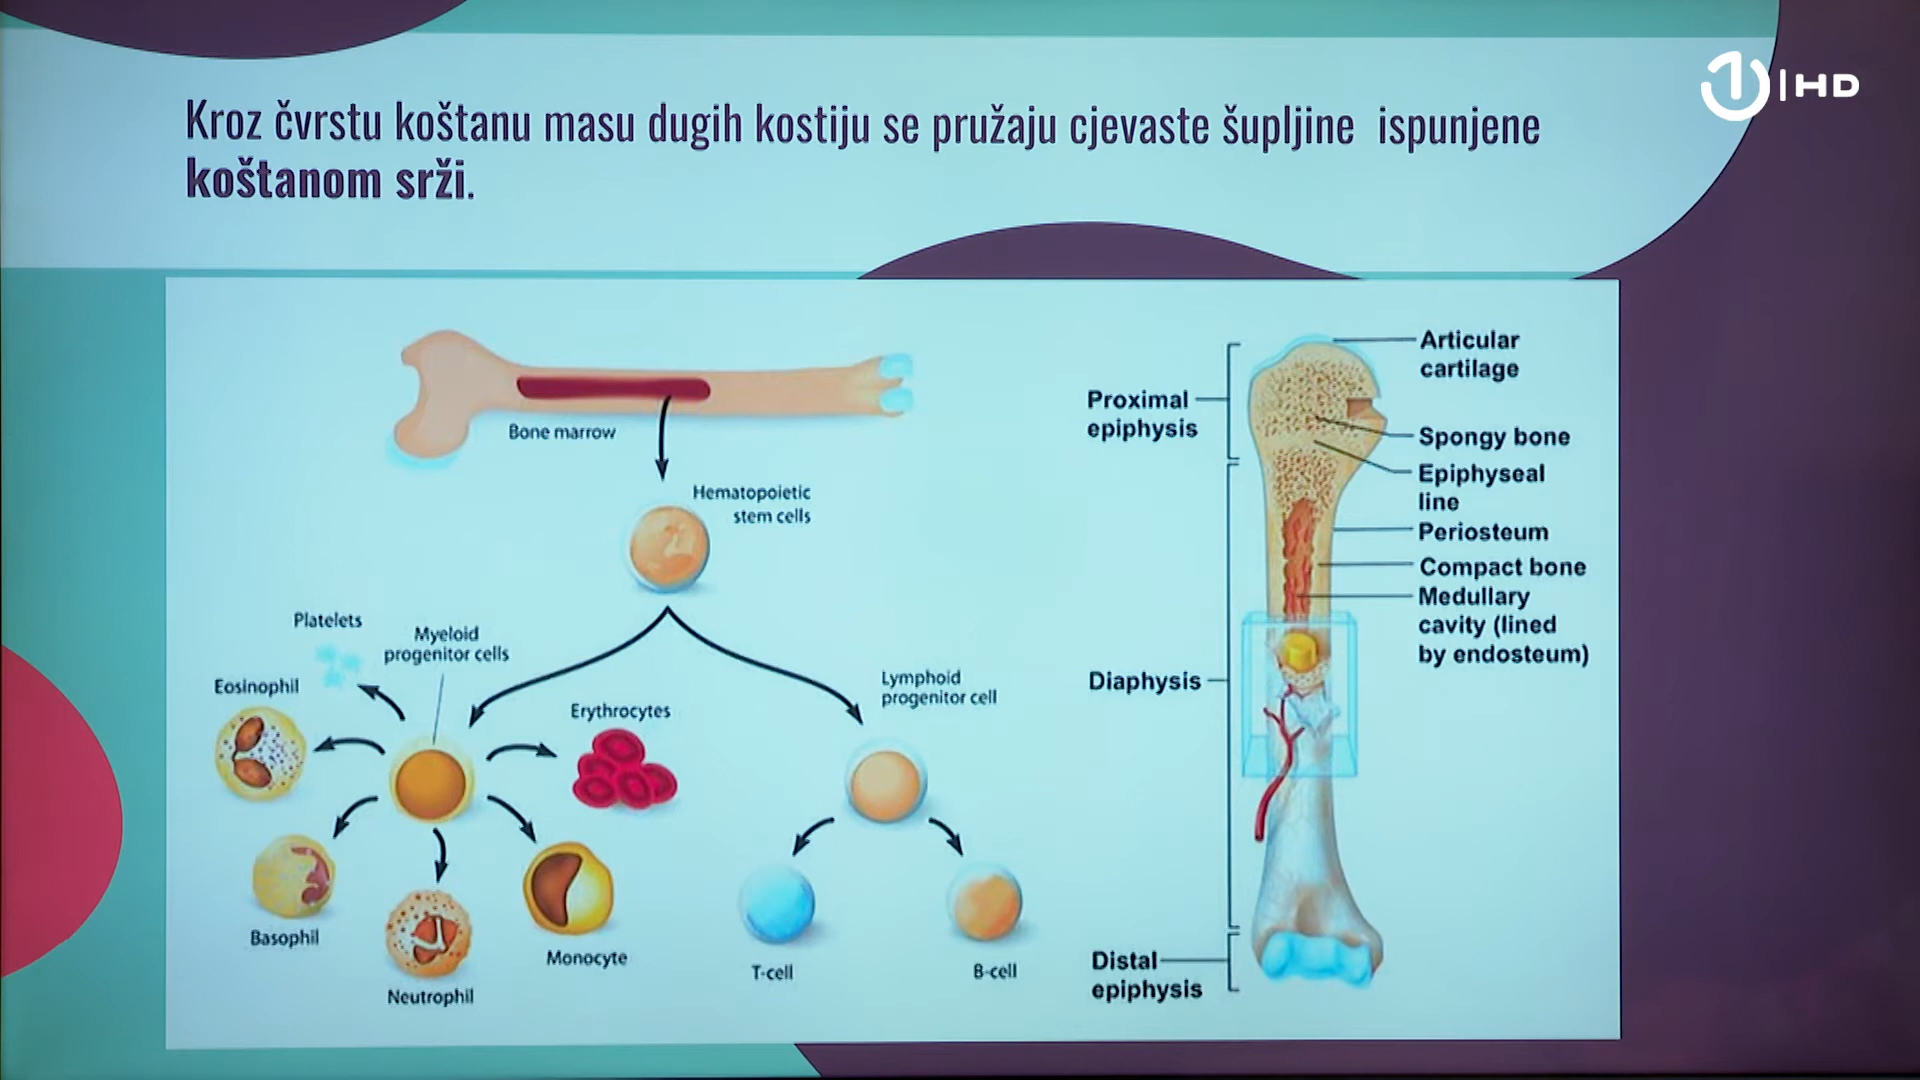 1 HD
Kroz čvrstu koštanu masu dugih kostiju se pružaju cjevaste šupljine ispunjene
koštanom srži.
Bone marrow
Hematopoietic
stem cells
Platelets
Myeloid
progenitor cells
Eosinophil
Erythrocytes
Lymphoid
progenitor cell
Basophil
Neutrophil
Monocyte
T-cell
B-cell
Proximal
epiphysis
Diaphysis
Distal
epiphysis
Articular
cartilage
Spongy bone
Epiphyseal
line
Periosteum
Compact bone
Medullary
cavity (lined
by endosteum)